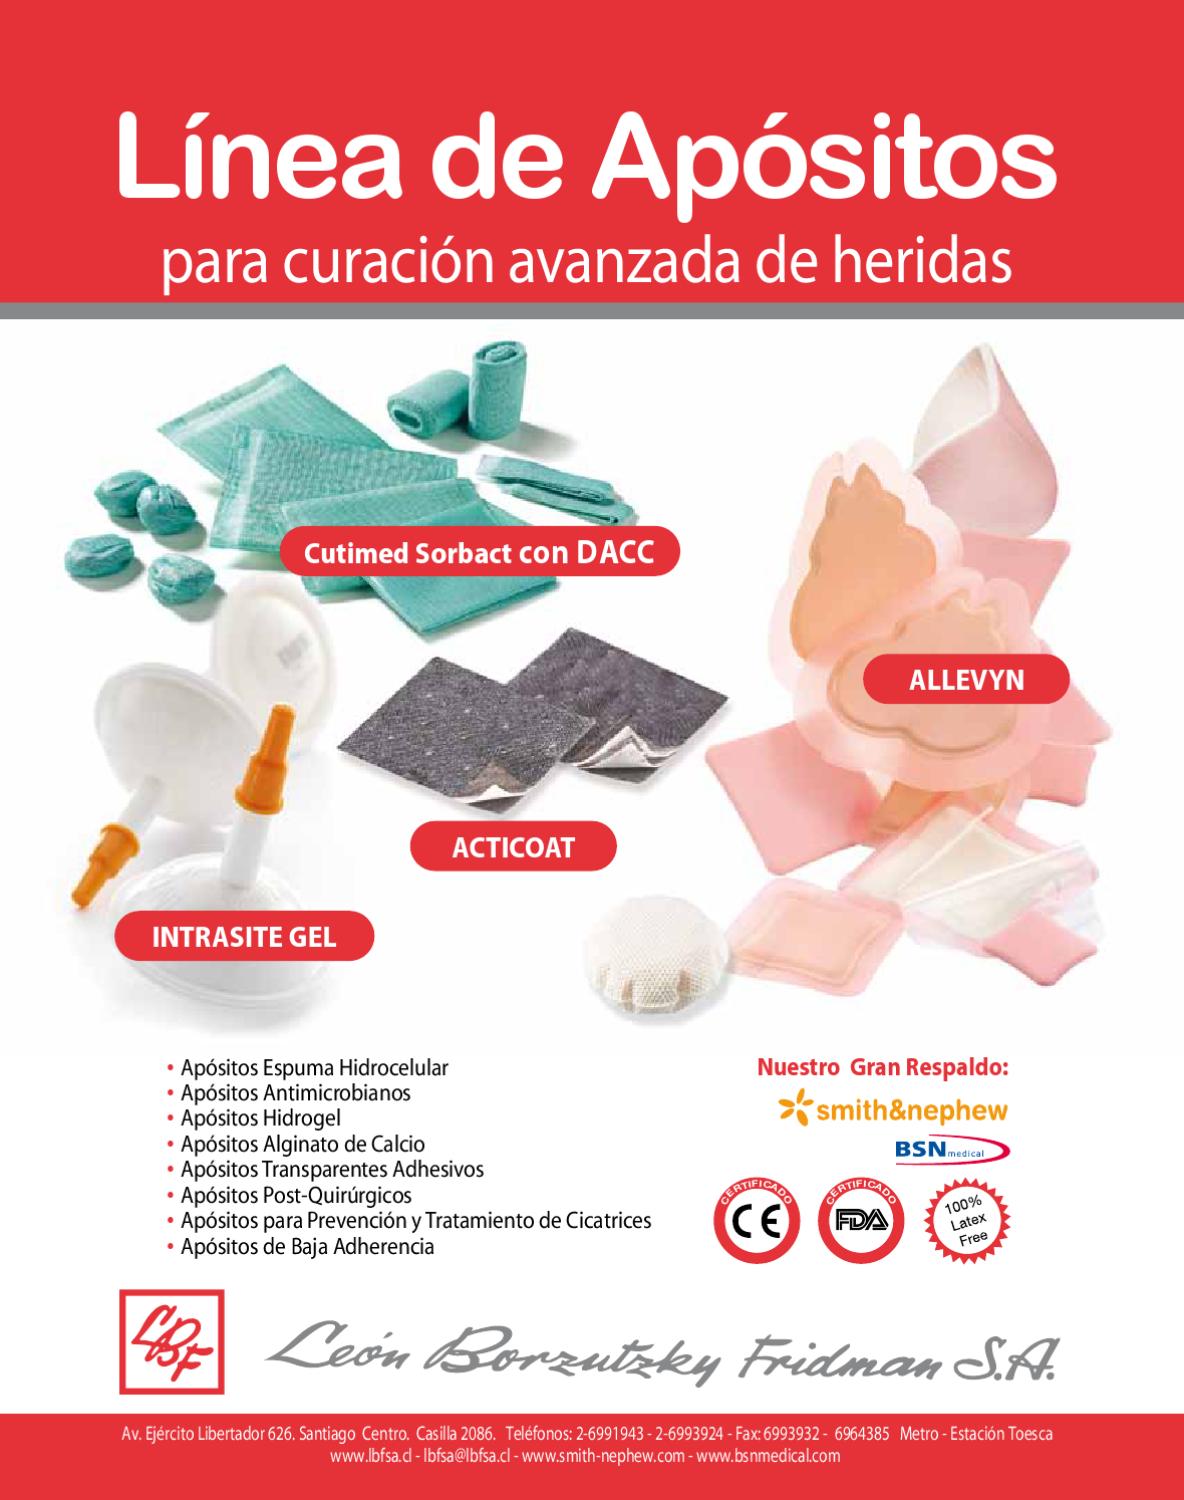 Línea de Apósitos
para curación avanzada de heridas
Cutimed Sorbact con DACC
ALLEVYN
ACTICOAT
INTRASITE GEL
• Apósitos Espuma Hidrocelular
• Apósitos Antimicrobianos
• Apósitos Hidrogel
• Apósitos Alginato de Calcio
• Apósitos Transparentes Adhesivos
• Apósitos Post-Quirúrgicos
• Apósitos para Prevención y Tratamiento de Cicatrices
• Apósitos de Baja Adherencia
Nuestro Gran Respaldo:
smith&nephew
BSN medical
CERTIFICADO
CE
CERTIFICADO
FDA
100%
Latex
Free
LBF
León Borzutzky Fridman S.A.
Av. Ejército Libertador 626. Santiago Centro. Casilla 2086. Teléfonos: 2-6991943 - 2-6993924 - Fax: 6993932 - 6964385 Metro - Estación Toesca
www.lbfsa.cl - lbfsa@lbfsa.cl - www.smith-nephew.com - www.bsnmedical.com